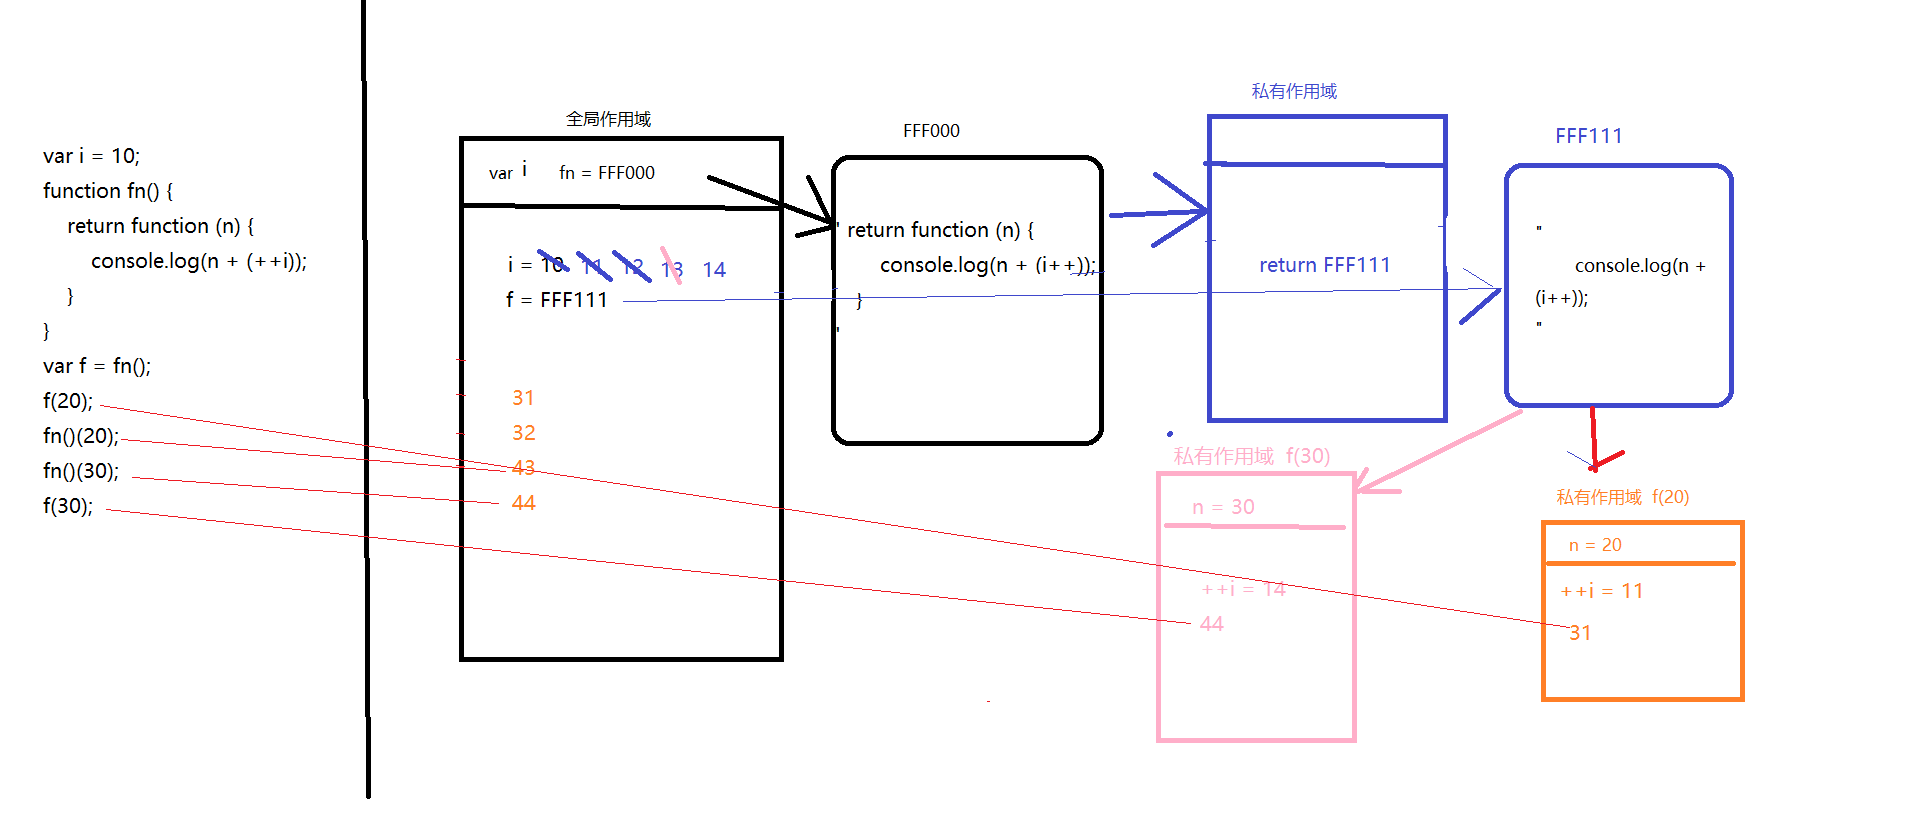 var i = 10;
function fn() {
return function (n) {
console.log(n + (++i));
}
}
var f = fn();
f(20);
fn()(20);
fn()(30);
f(30);
全局作用域
var i fn = FFF000
i = 10 11 12 13 14
f = FFF111
31
32
43
44
FFF000
' return function (n) {
console.log(n + (i++));
}
'
私有作用域
return FFF111
FFF111
"
console.log(n +
(i++));
"
私有作用域 f(30)
n = 30
++i = 14
44
私有作用域 f(20)
n = 20
++i = 11
31